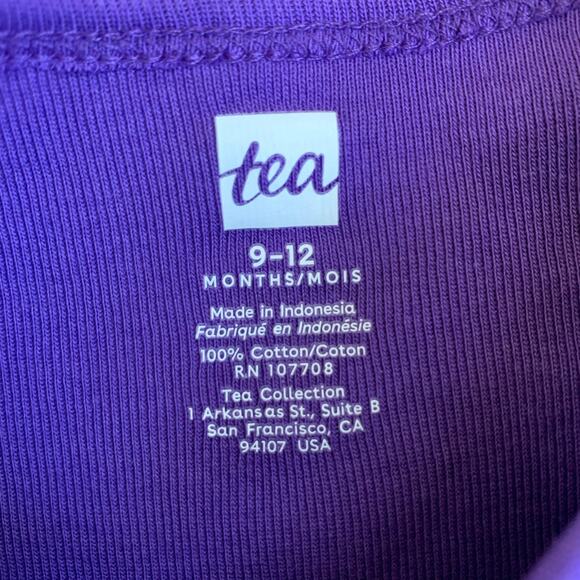 tea
9-12
MONTHS/MOIS
Made in Indonesia
Fabriqué en Indonésie
100% Cotton/Coton
RN 107708
Tea Collection
1 Arkansas St., Suite B
San Francisco, CA
94107 USA